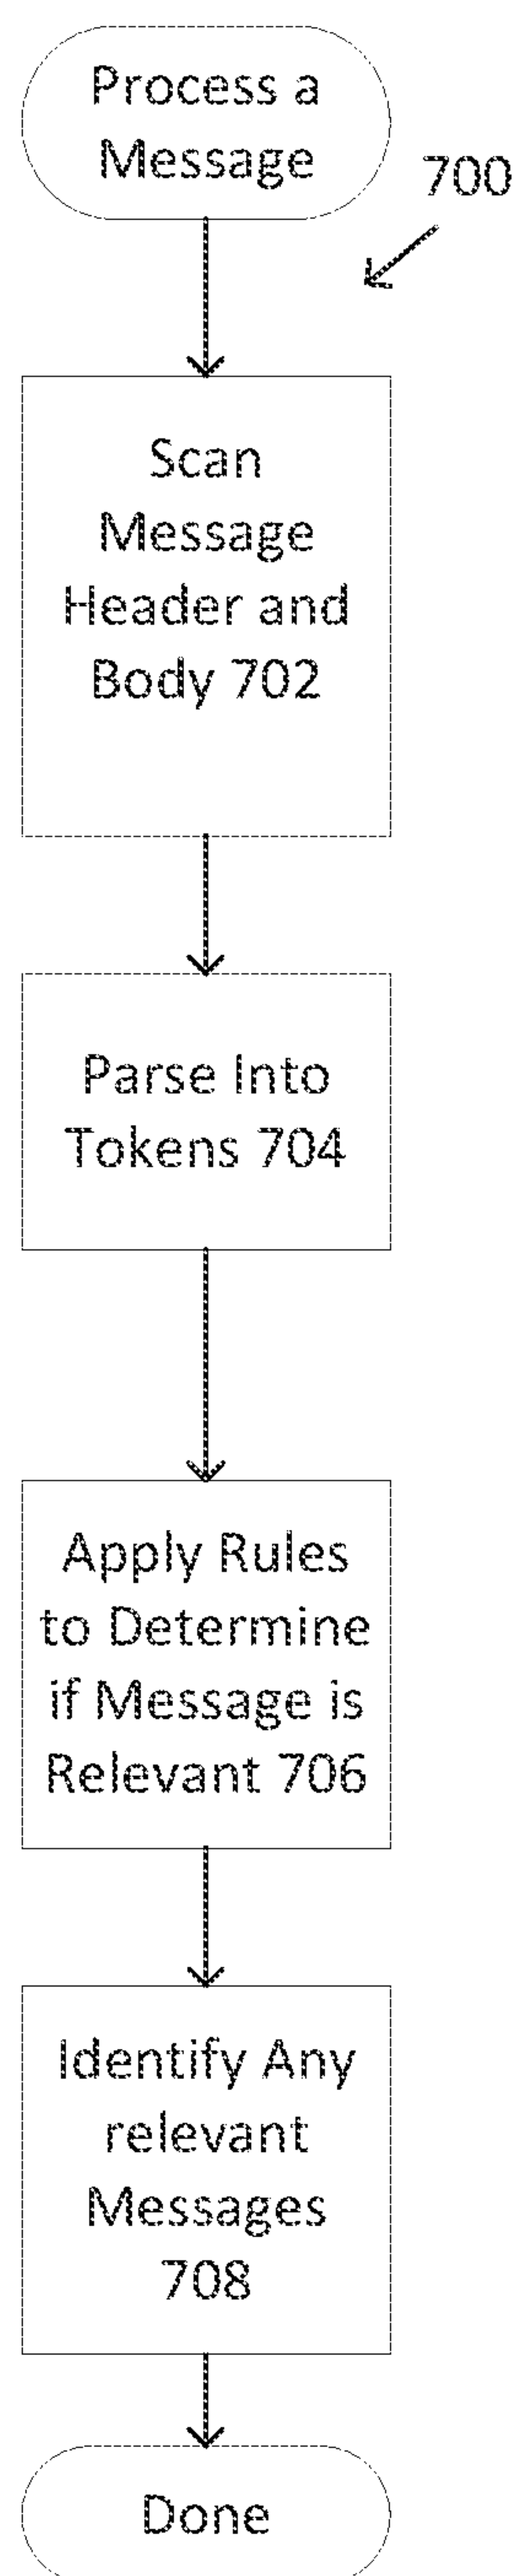 Process a
Message
700
Scan
Message
Header and
Body 702
Parse Into
Tokens 704
Apply Rules
to Determine
if Message is
Relevant 706
Identify Any
relevant
Messages
708
Done